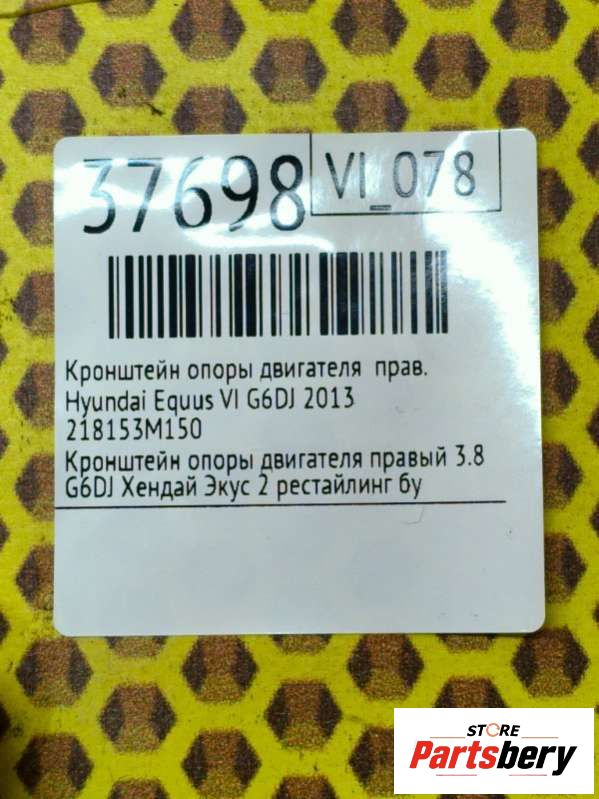 37698
VI_078
Кронштейн опоры двигателя прав.
Hyundai Equus VI G6DJ 2013
218153M150
Кронштейн опоры двигателя правый 3.8
G6DJ Хендай Экус 2 рестайлинг бу
STORE
Partsbery